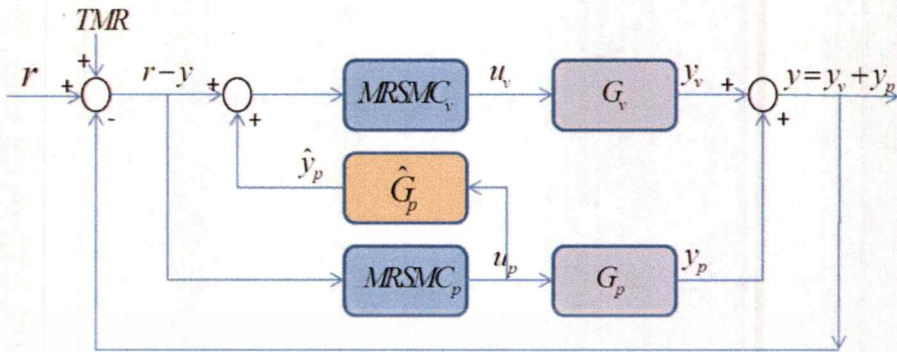 TMR
r + + -
r - y
+ +
MRSMC_v
u_v
G_v
y_v
+ +
y = y_v + y_p
ŷ_p
Ĝ_p
MRSMC_p
u_p
G_p
y_p